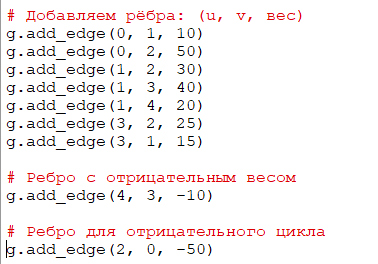 # Добавляем рёбра: (u, v, вес)
g.add_edge(0, 1, 10)
g.add_edge(0, 2, 50)
g.add_edge(1, 2, 30)
g.add_edge(1, 3, 40)
g.add_edge(1, 4, 20)
g.add_edge(3, 2, 25)
g.add_edge(3, 1, 15)
# Ребро с отрицательным весом
g.add_edge(4, 3, -10)
# Ребро для отрицательного цикла
g.add_edge(2, 0, -50)